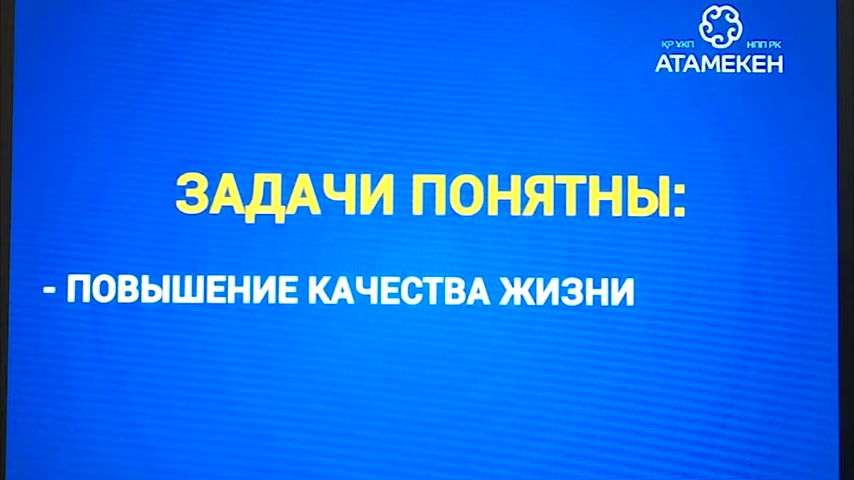 ҚР ҰКП НПП РК
АТАМЕКЕН
ЗАДАЧИ ПОНЯТНЫ:
- ПОВЫШЕНИЕ КАЧЕСТВА ЖИЗНИ